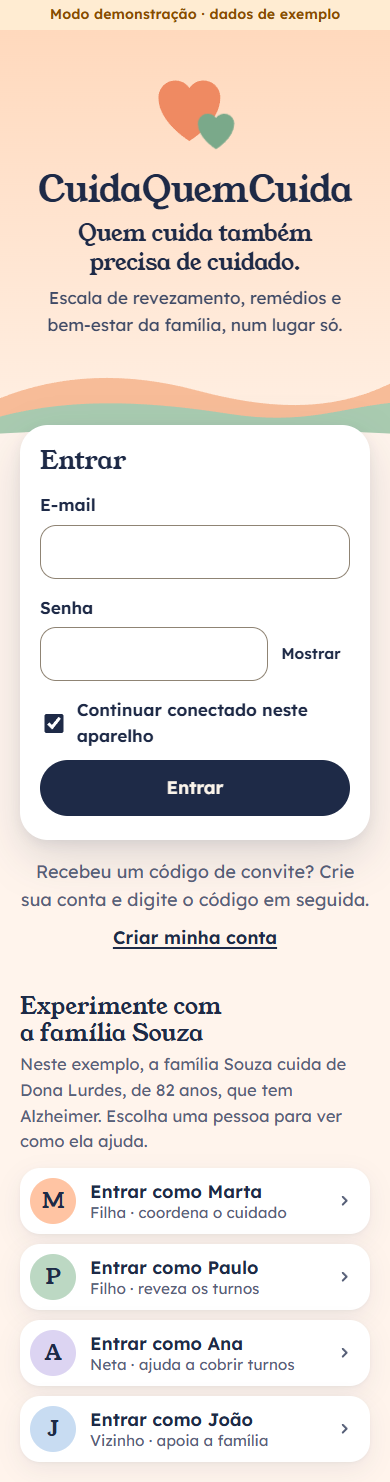 Modo demonstração · dados de exemplo
CuidaQuemCuida
Quem cuida também
precisa de cuidado.
Escala de revezamento, remédios e
bem-estar da família, num lugar só.
Entrar
E-mail
Senha
Mostrar
Continuar conectado neste
aparelho
Entrar
Recebeu um código de convite? Crie
sua conta e digite o código em seguida.
Criar minha conta
Experimente com
a família Souza
Neste exemplo, a família Souza cuida de
Dona Lurdes, de 82 anos, que tem
Alzheimer. Escolha uma pessoa para ver
como ela ajuda.
M
Entrar como Marta
Filha · coordena o cuidado
P
Entrar como Paulo
Filho · reveza os turnos
A
Entrar como Ana
Neta · ajuda a cobrir turnos
J
Entrar como João
Vizinho · apoia a família